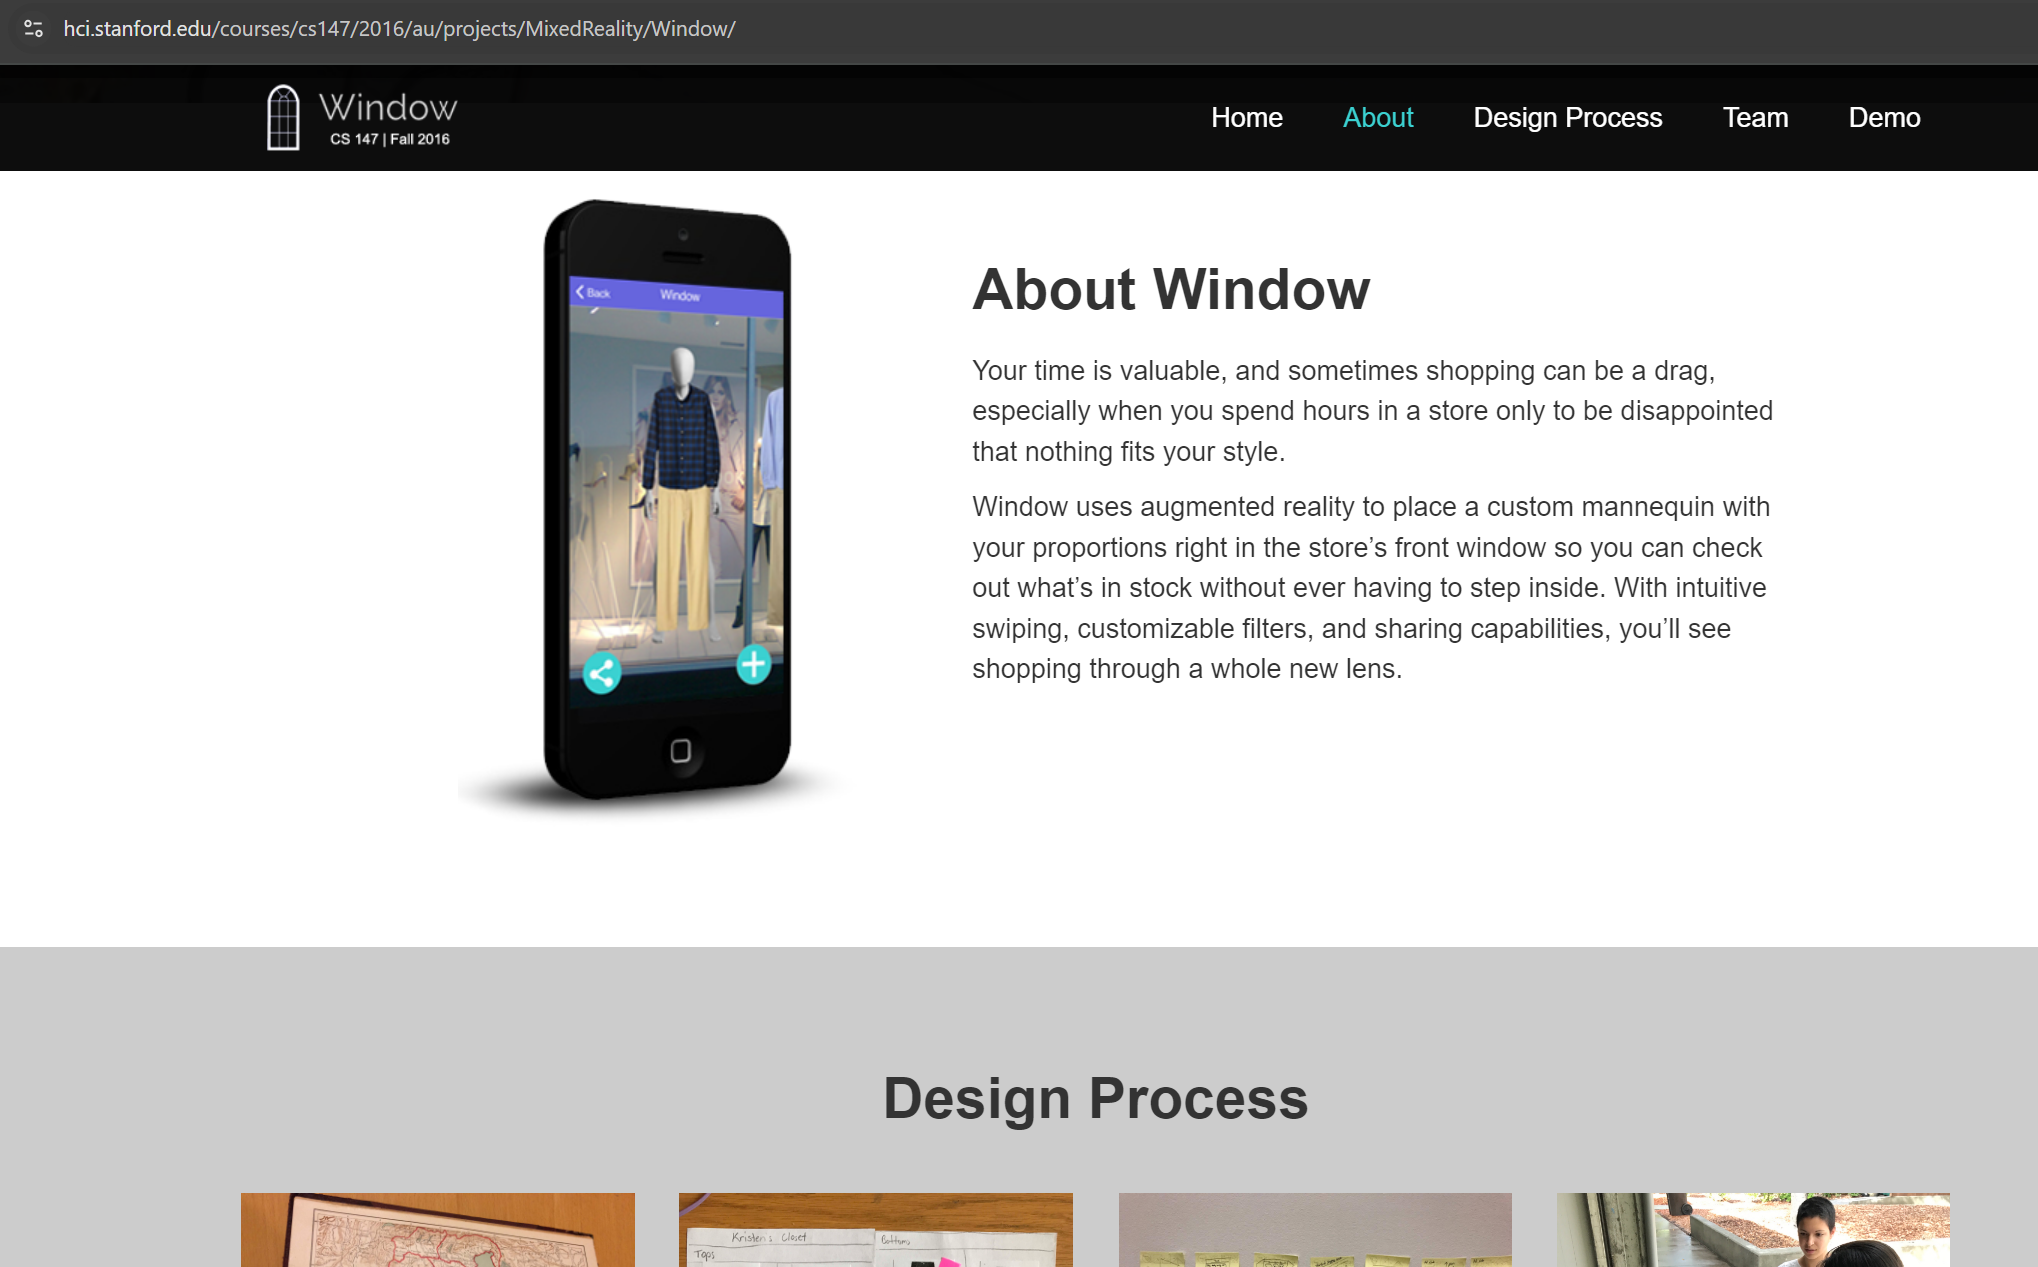 hci.stanford.edu/courses/cs147/2016/au/projects/MixedReality/Window/
Window
CS 147 | Fall 2016
Home
About
Design Process
Team
Demo
Back
Window
About Window
Your time is valuable, and sometimes shopping can be a drag,
especially when you spend hours in a store only to be disappointed
that nothing fits your style.
Window uses augmented reality to place a custom mannequin with
your proportions right in the store’s front window so you can check
out what’s in stock without ever having to step inside. With intuitive
swiping, customizable filters, and sharing capabilities, you’ll see
shopping through a whole new lens.
Design Process
Kristen's Closet
Bottoms
Tops